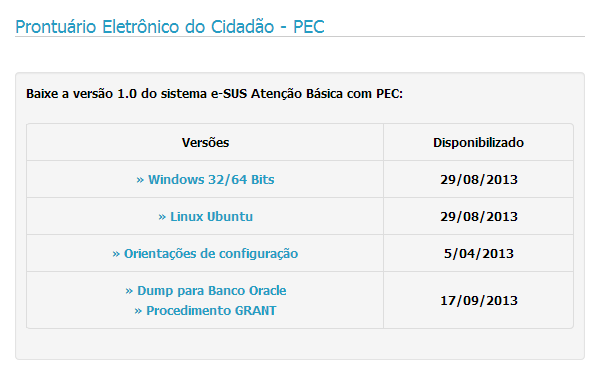 Prontuário Eletrônico do Cidadão - PEC
Baixe a versão 1.0 do sistema e-SUS Atenção Básica com PEC:
Versões Disponibilizado
» Windows 32/64 Bits 29/08/2013
» Linux Ubuntu 29/08/2013
» Orientações de configuração 5/04/2013
» Dump para Banco Oracle
» Procedimento GRANT
17/09/2013